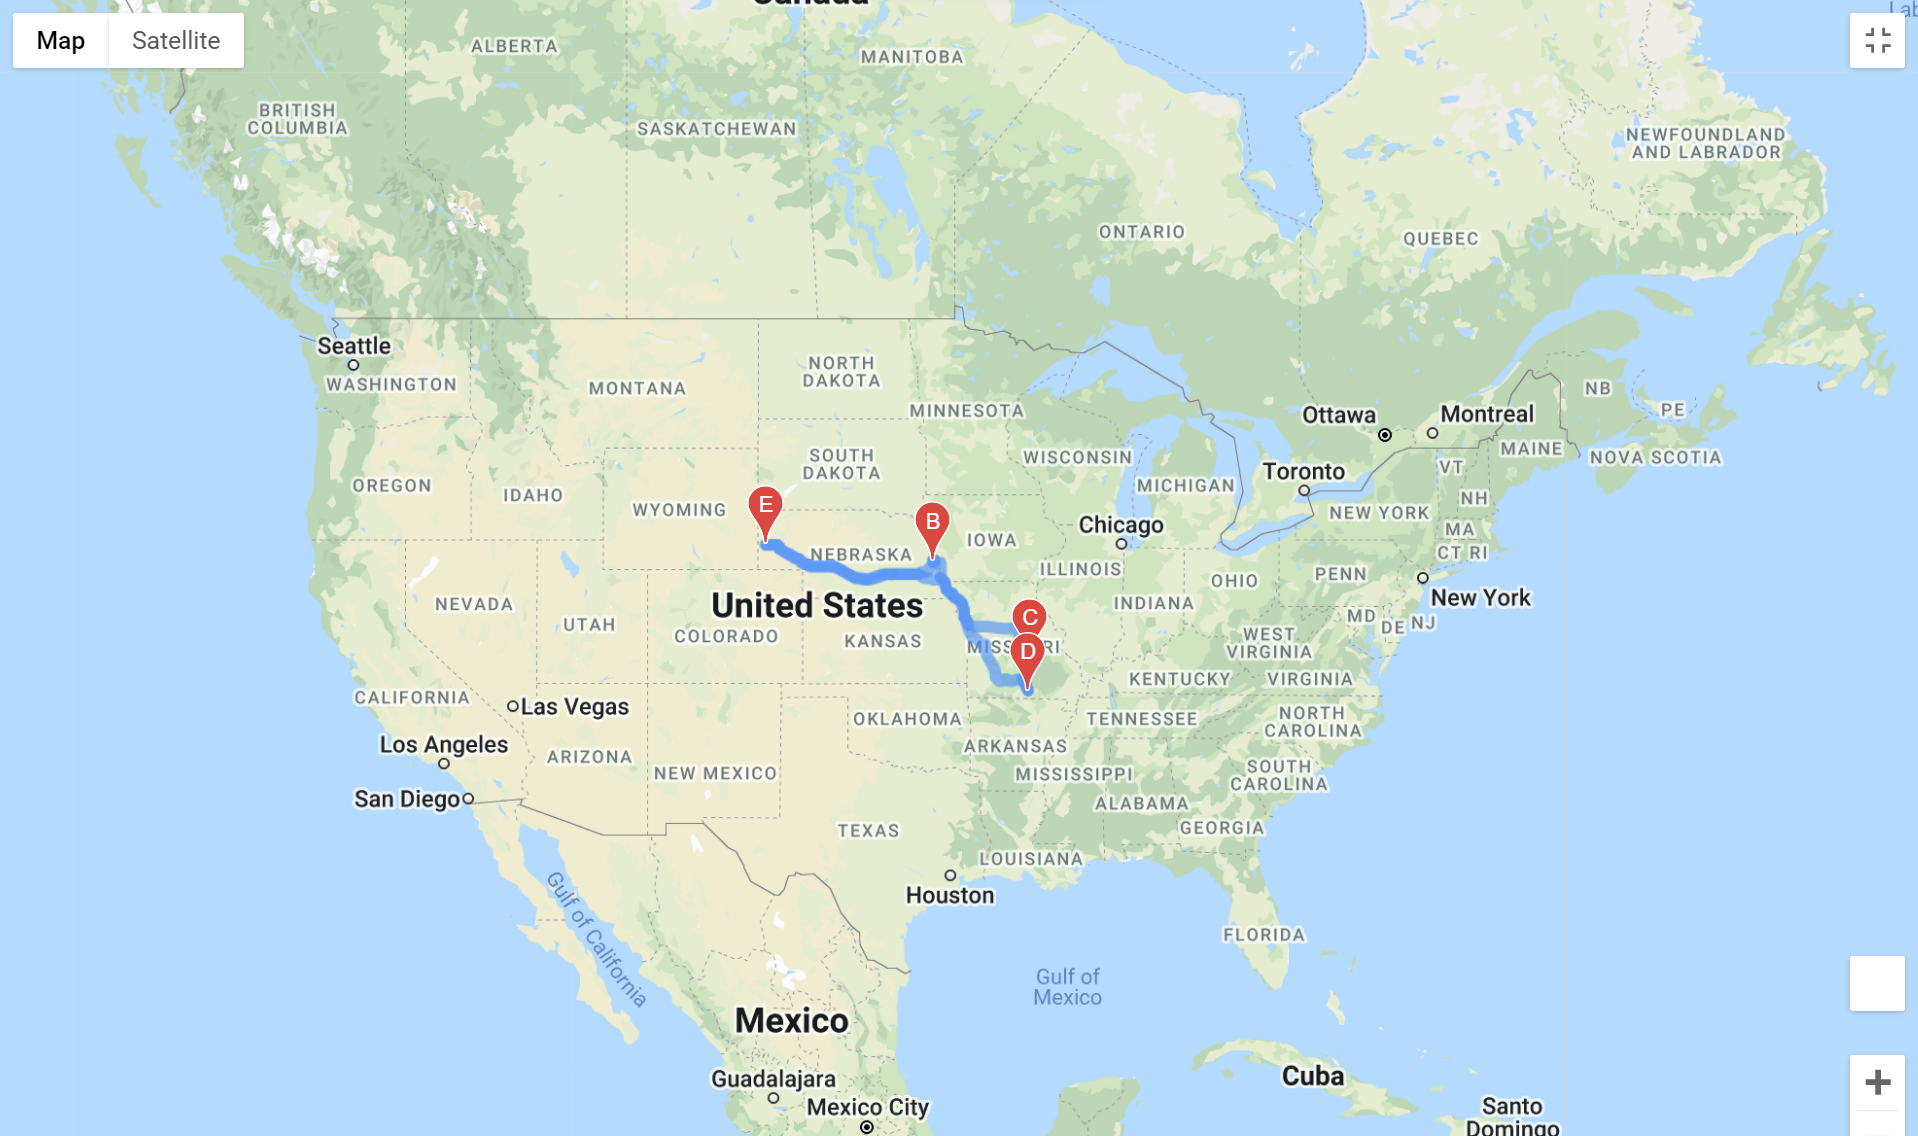 Canada
Lab
Map
Satellite
ALBERTA
MANITOBA
BRITISH
COLUMBIA
SASKATCHEWAN
NEWFOUNDLAND
AND LABRADOR
ONTARIO
QUEBEC
Seattle
WASHINGTON
MONTANA
NORTH
DAKOTA
MINNESOTA
Ottawa
Montreal
NB
PE
MAINE
NOVA SCOTIA
OREGON
IDAHO
WYOMING
SOUTH
DAKOTA
WISCONSIN
MICHIGAN
Toronto
VT
NH
NEW YORK
MA
CT RI
E
B
NEBRASKA
IOWA
Chicago
ILLINOIS
INDIANA
OHIO
PENN
New York
NEVADA
UTAH
United States
COLORADO
KANSAS
C
D
MISSOURI
WEST
VIRGINIA
MD
DE
NJ
CALIFORNIA
Las Vegas
KENTUCKY
VIRGINIA
OKLAHOMA
TENNESSEE
NORTH
CAROLINA
Los Angeles
ARIZONA
NEW MEXICO
ARKANSAS
MISSISSIPPI
SOUTH
CAROLINA
San Diego
TEXAS
ALABAMA
GEORGIA
LOUISIANA
Houston
Gulf of California
FLORIDA
Gulf of
Mexico
Mexico
Guadalajara
Mexico City
Cuba
Santo
Domingo